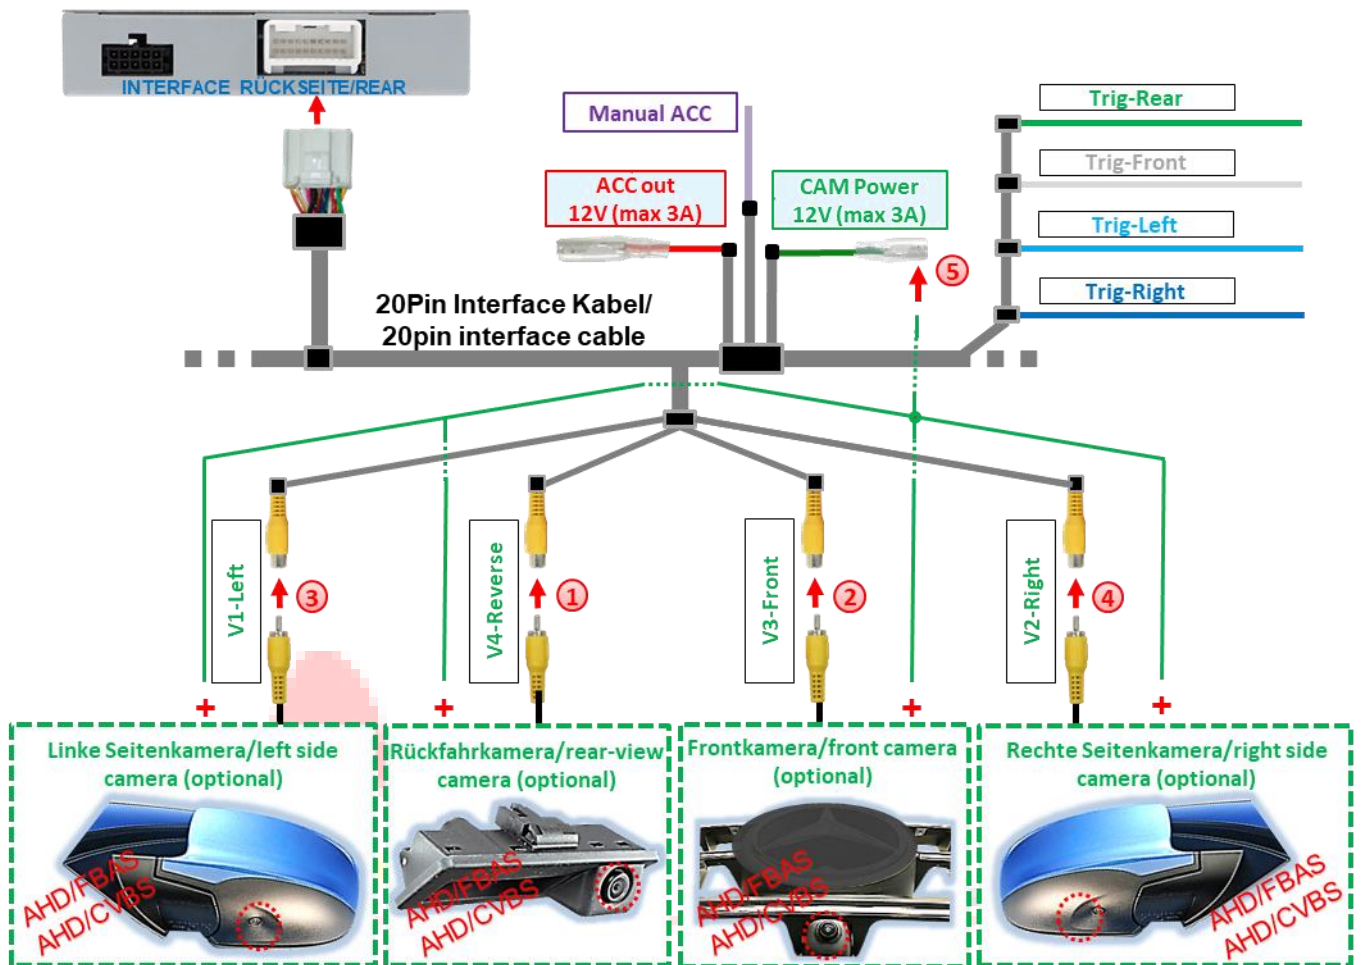 INTERFACE RÜCKSEITE/REAR
Manual ACC
ACC out
12V (max 3A)
CAM Power
12V (max 3A)
Trig-Rear
Trig-Front
Trig-Left
Trig-Right
5
20Pin Interface Kabel/
20pin interface cable
V1-Left
3
V4-Reverse
1
V3-Front
2
V2-Right
4
+
+
+
+
Linke Seitenkamera/left side
camera (optional)
AHD/FBAS
AHD/CVBS
Rückfahrkamera/rear-view
camera (optional)
AHD/FBAS
AHD/CVBS
Frontkamera/front camera
(optional)
AHD/FBAS
AHD/CVBS
Rechte Seitenkamera/right side
camera (optional)
AHD/FBAS
AHD/CVBS